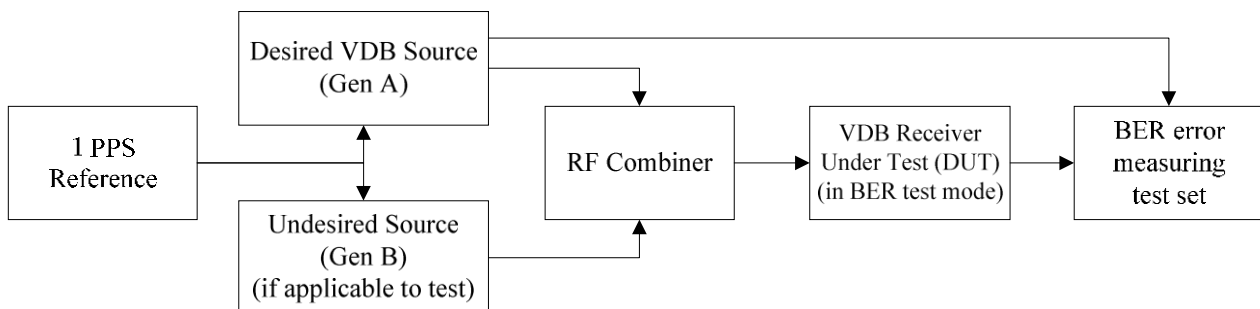 1 PPS
Reference
Desired VDB Source
(Gen A)
Undesired Source
(Gen B)
(if applicable to test)
RF Combiner
VDB Receiver
Under Test (DUT)
(in BER test mode)
BER error
measuring
test set